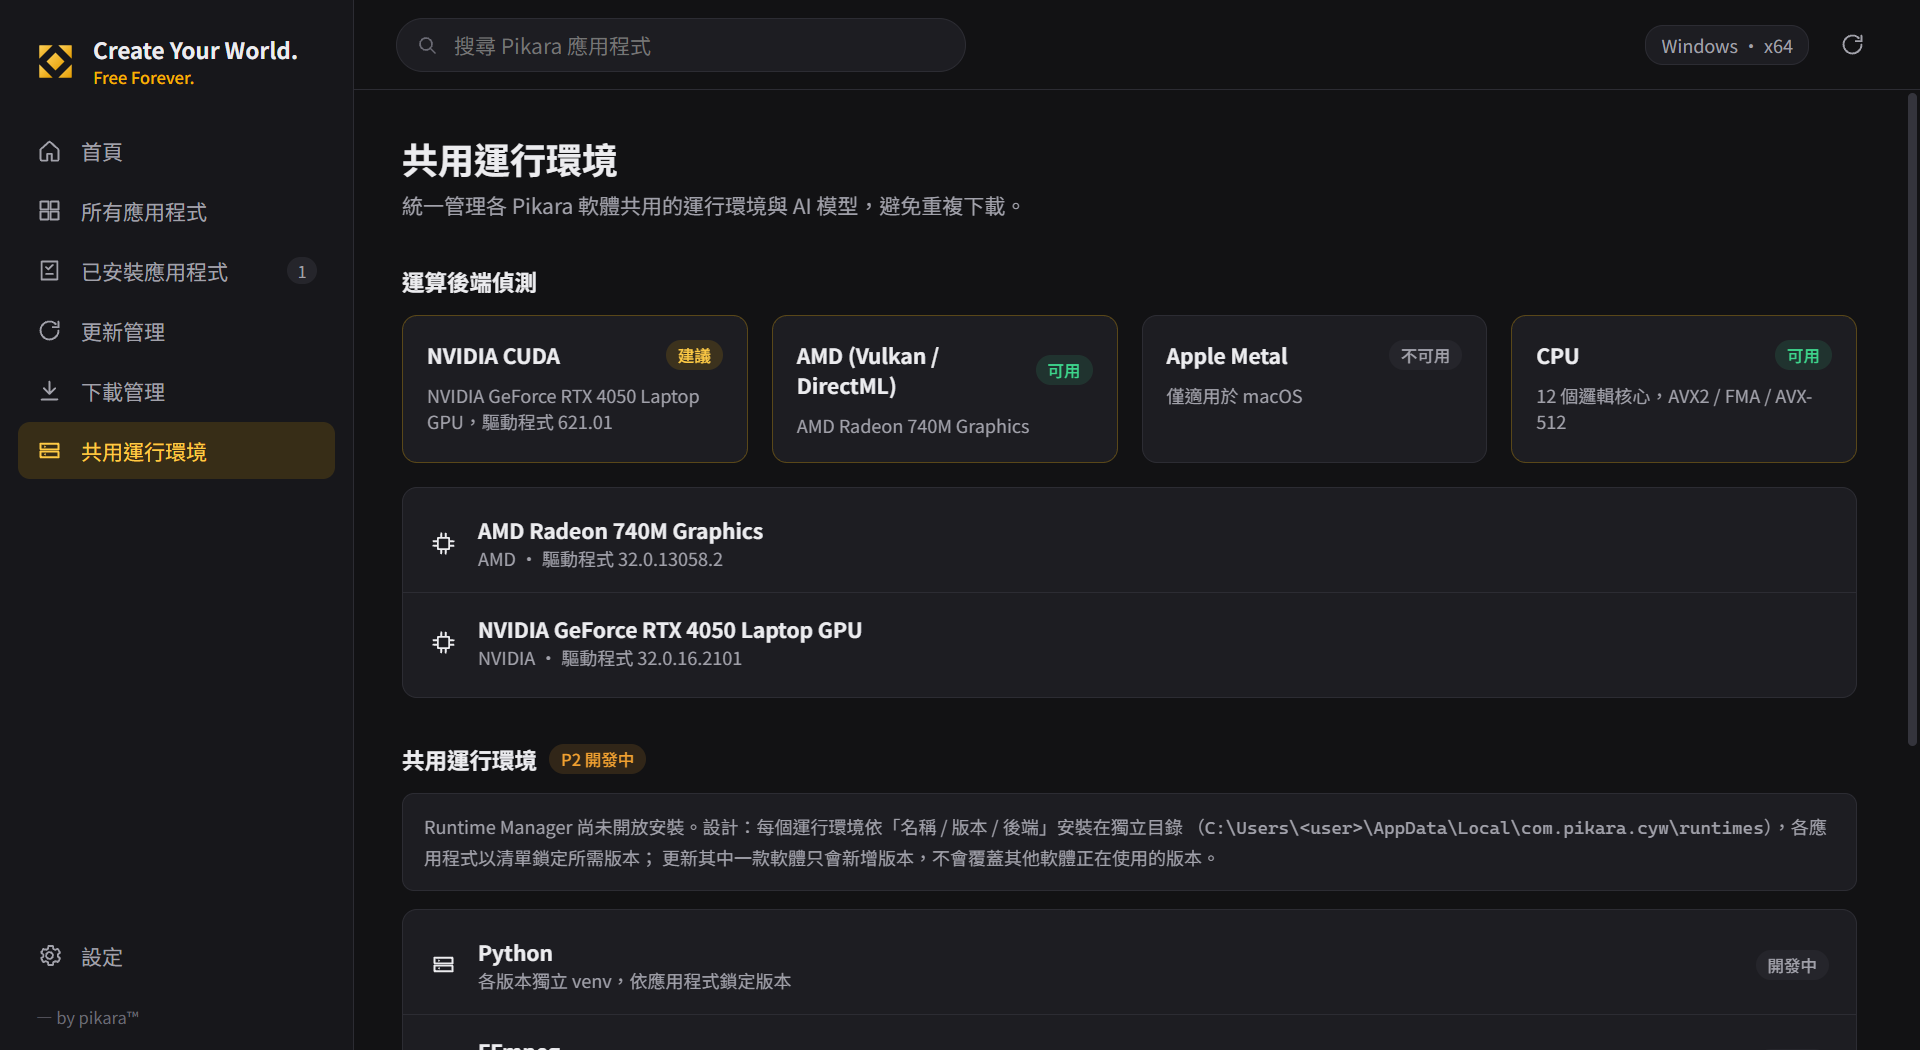 Create Your World.
Free Forever.
首頁
所有應用程式
已安裝應用程式 1
更新管理
下載管理
共用運行環境
設定
— by pikara™
搜尋 Pikara 應用程式
Windows • x64
共用運行環境
統一管理各 Pikara 軟體共用的運行環境與 AI 模型，避免重複下載。
運算後端偵測
NVIDIA CUDA 建議
NVIDIA GeForce RTX 4050 Laptop
GPU，驅動程式 621.01
AMD (Vulkan /
DirectML) 可用
AMD Radeon 740M Graphics
Apple Metal 不可用
僅適用於 macOS
CPU 可用
12 個邏輯核心，AVX2 / FMA / AVX-
512
AMD Radeon 740M Graphics
AMD • 驅動程式 32.0.13058.2
NVIDIA GeForce RTX 4050 Laptop GPU
NVIDIA • 驅動程式 32.0.16.2101
共用運行環境 P2 開發中
Runtime Manager 尚未開放安裝。設計：每個運行環境依「名稱 / 版本 / 後端」安裝在獨立目錄 （C:\Users\<user>\AppData\Local\com.pikara.cyw\runtimes），各應
用程式以清單鎖定所需版本； 更新其中一款軟體只會新增版本，不會覆蓋其他軟體正在使用的版本。
Python
各版本獨立 venv，依應用程式鎖定版本
開發中